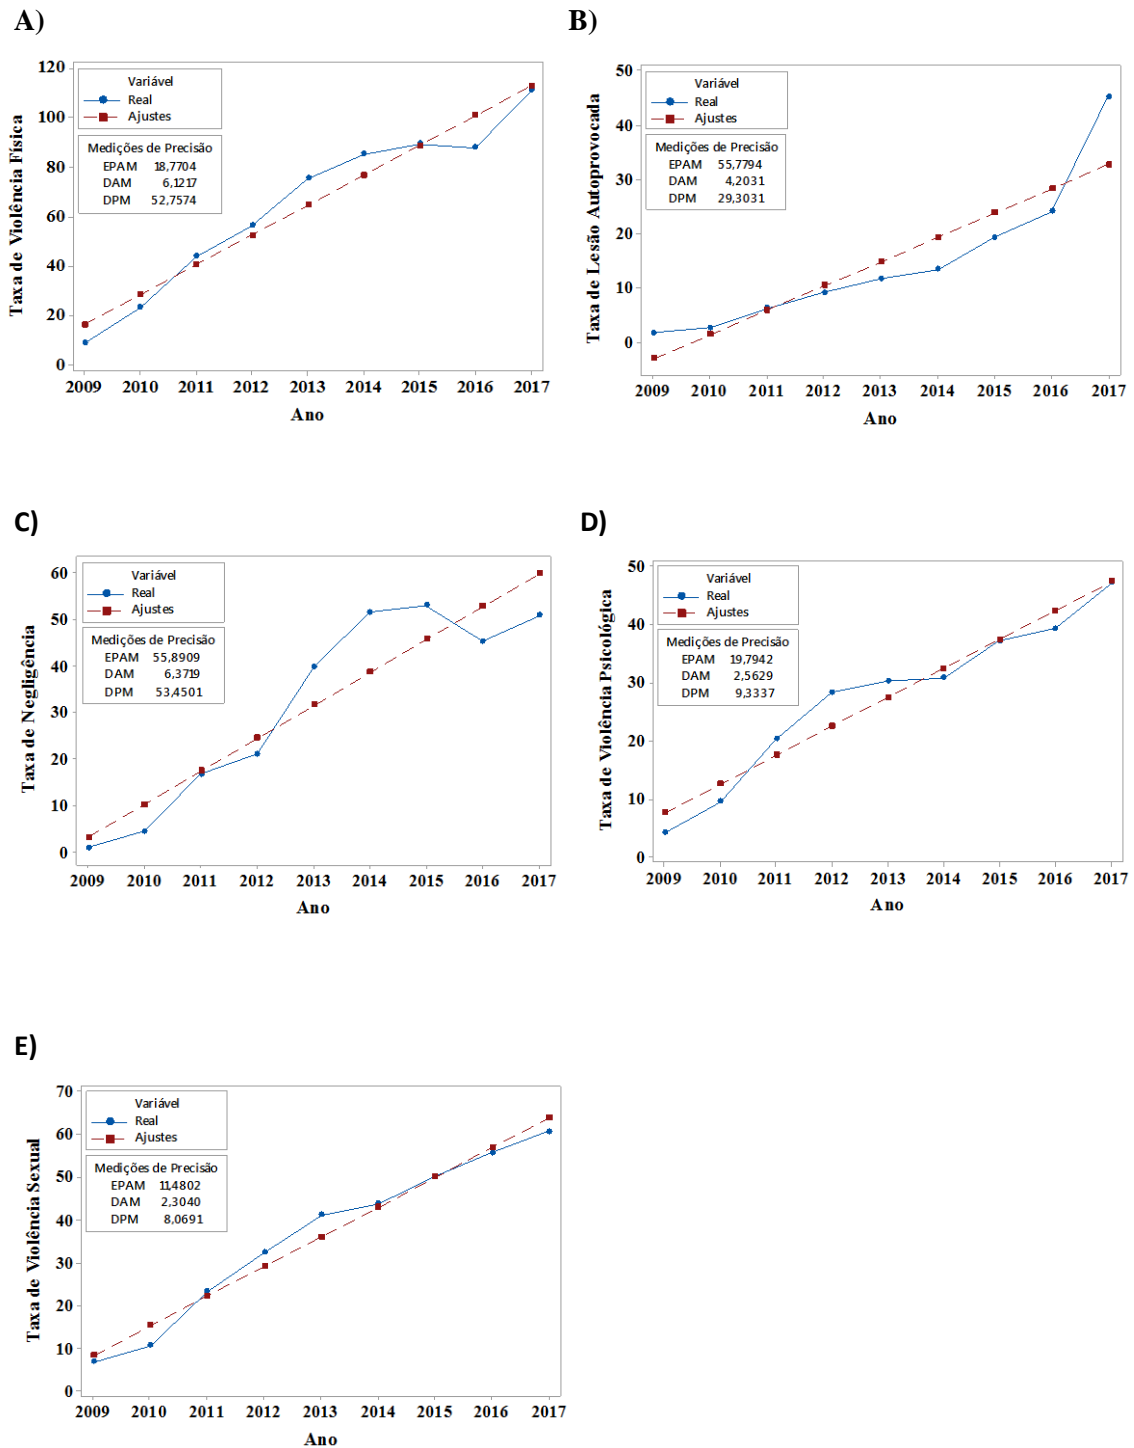 A)
B)
Taxa de Violência Física
120
100
80
60
40
20
0
Variável
Real
Ajustes
Medições de Precisão
EPAM 18,7704
DAM 6,1217
DPM 52,7574
2009 2010 2011 2012 2013 2014 2015 2016 2017
Ano
Taxa de Lesão Autoprovocada
50
40
30
20
10
0
Variável
Real
Ajustes
Medições de Precisão
EPAM 55,7794
DAM 4,2031
DPM 29,3031
2009 2010 2011 2012 2013 2014 2015 2016 2017
Ano
C)
D)
Taxa de Negligência
60
50
40
30
20
10
0
Variável
Real
Ajustes
Medições de Precisão
EPAM 55,8909
DAM 6,3719
DPM 53,4501
2009 2010 2011 2012 2013 2014 2015 2016 2017
Ano
Taxa de Violência Psicológica
50
40
30
20
10
0
Variável
Real
Ajustes
Medições de Precisão
EPAM 19,7942
DAM 2,5629
DPM 9,3337
2009 2010 2011 2012 2013 2014 2015 2016 2017
Ano
E)
Taxa de Violência Sexual
70
60
50
40
30
20
10
0
Variável
Real
Ajustes
Medições de Precisão
EPAM 11,4802
DAM 2,3040
DPM 8,0691
2009 2010 2011 2012 2013 2014 2015 2016 2017
Ano